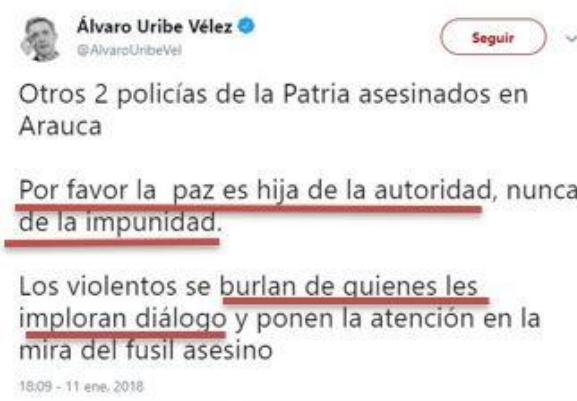 Álvaro Uribe Vélez
@AlvaroUribeVel
Seguir
Otros 2 policías de la Patria asesinados en
Arauca
Por favor la paz es hija de la autoridad, nunca
de la impunidad.
Los violentos se burlan de quienes les
imploran diálogo y ponen la atención en la
mira del fusil asesino
18:09 - 11 ene. 2018